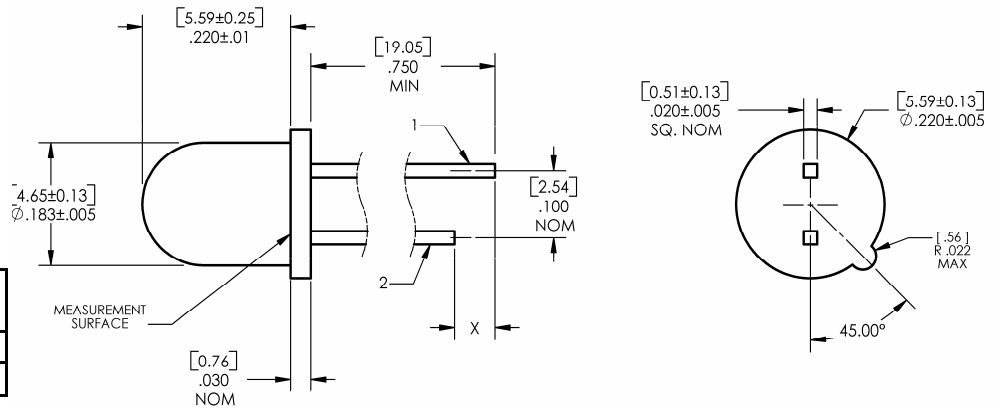 [5.59±0.25]
.220±.01
[19.05]
.750
MIN
1
[0.51±0.13]
.020±.005
SQ. NOM
[5.59±0.13]
Ø.220±.005
4.65±0.13]
Ø.183±.005
[2.54]
.100
NOM
2
[.56]
R .022
MAX
MEASUREMENT
SURFACE
X
45.00°
[0.76]
.030
NOM